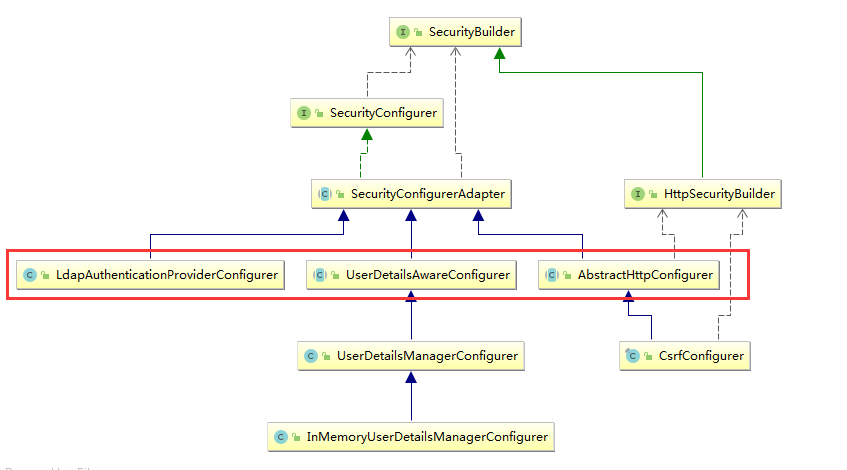 SecurityBuilder
SecurityConfigurer
SecurityConfigurerAdapter
HttpSecurityBuilder
LdapAuthenticationProviderConfigurer
UserDetailsAwareConfigurer
AbstractHttpConfigurer
UserDetailsManagerConfigurer
CsrfConfigurer
InMemoryUserDetailsManagerConfigurer